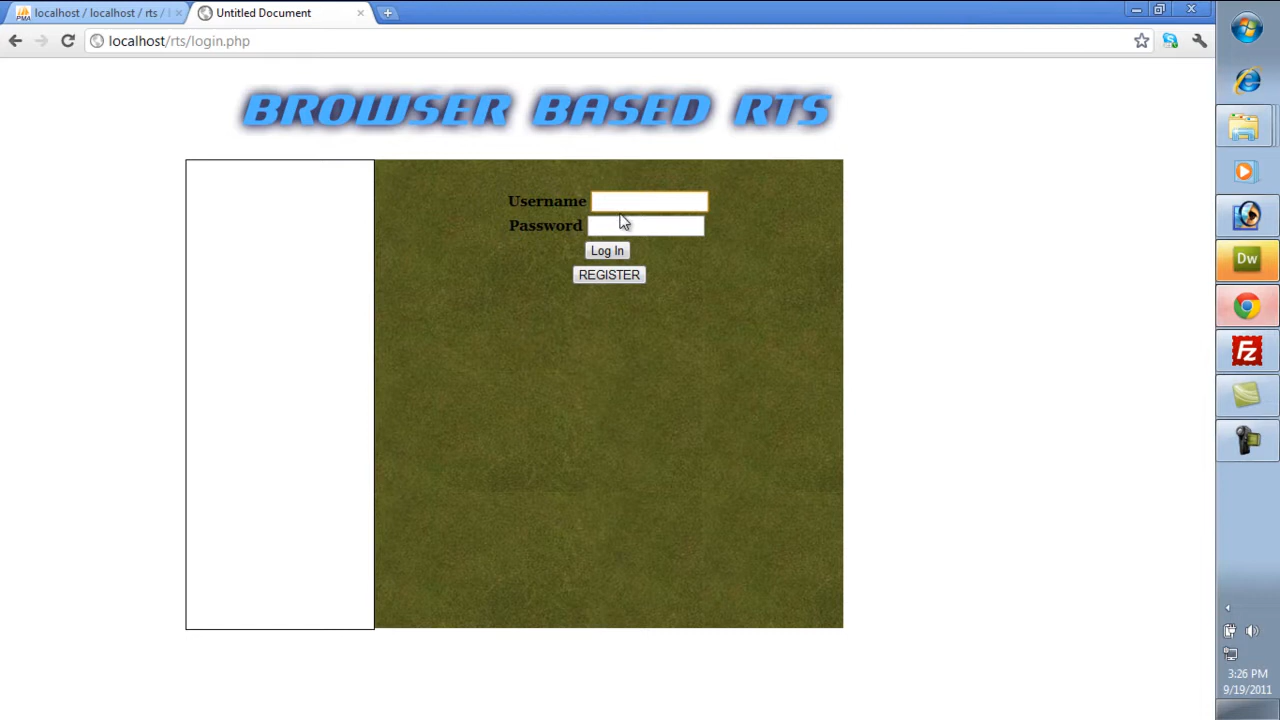 localhost / localhost / rts /
Untitled Document
localhost/rts/login.php
BROWSER BASED RTS
Username
Password
Log In
REGISTER
Dw
Fz
3:26 PM
9/19/2011